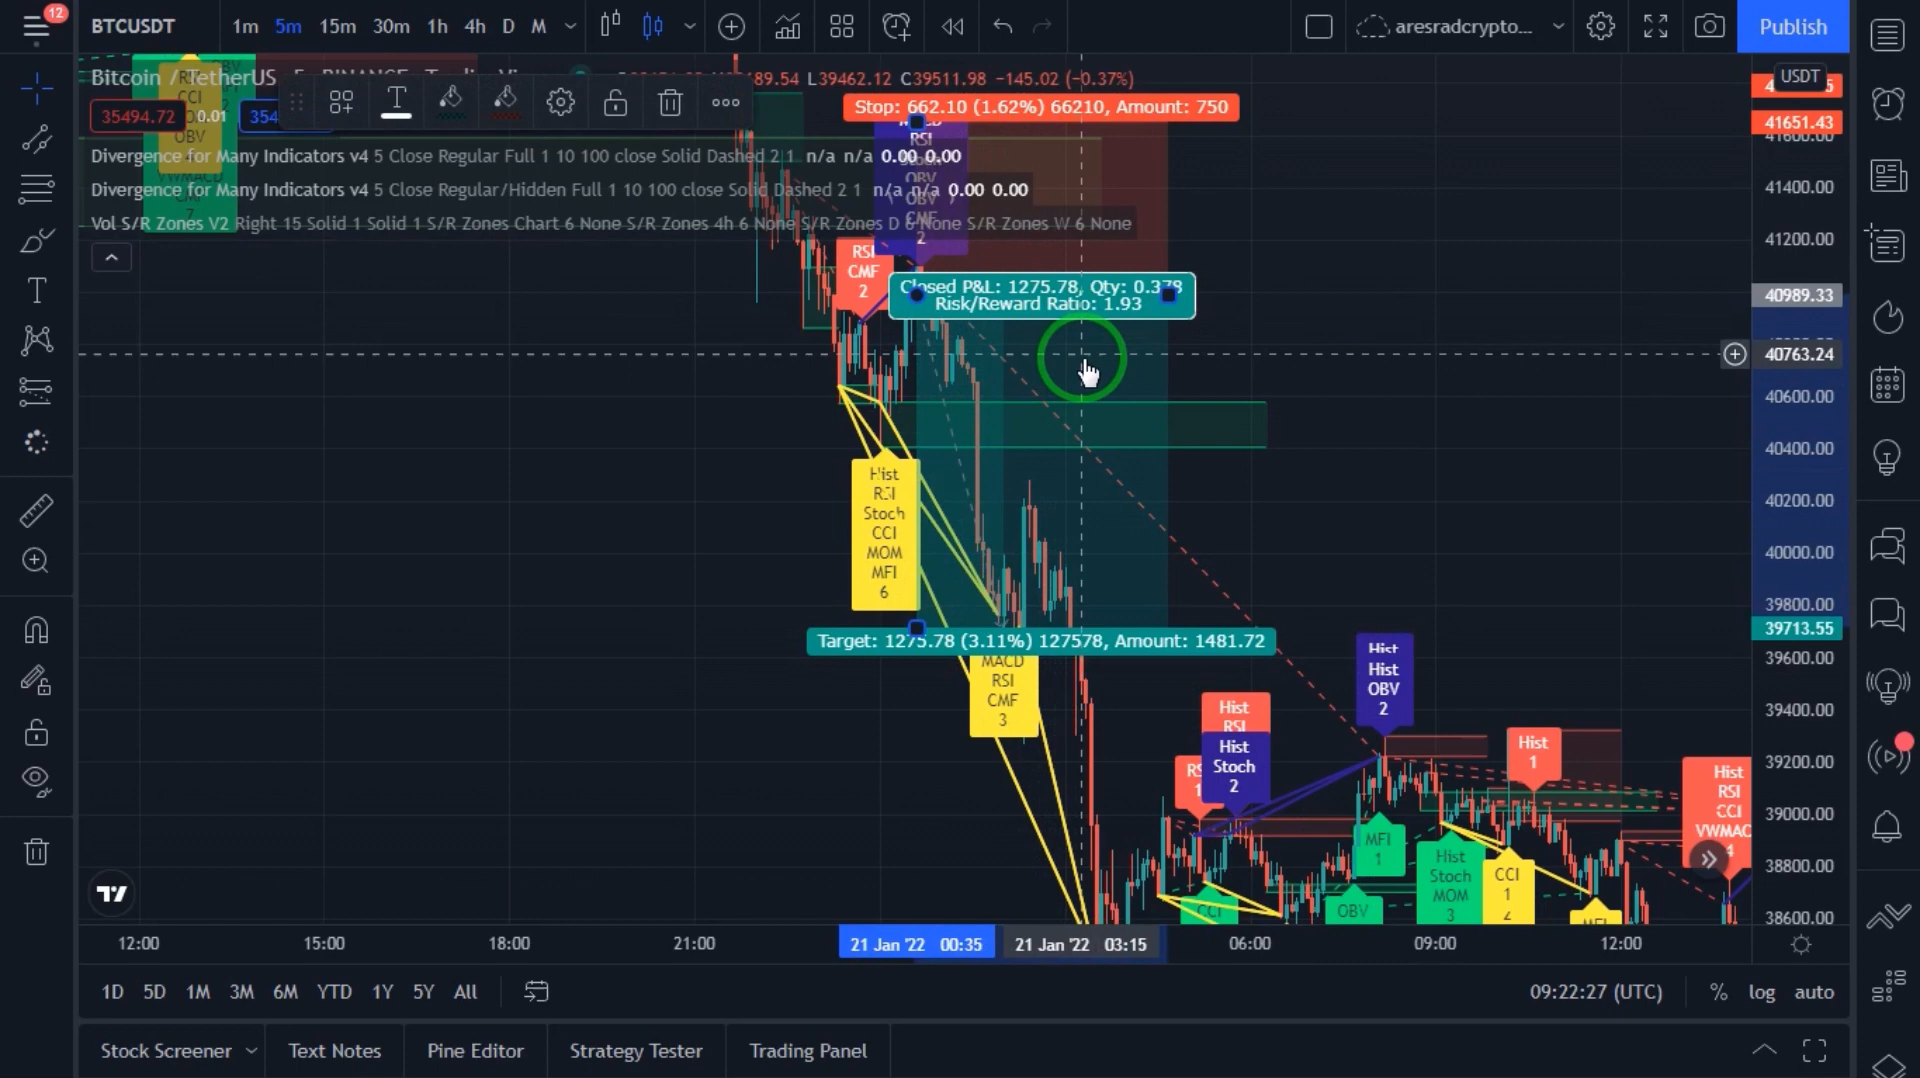 12
BTCUSDT 1m 5m 15m 30m 1h 4h D M aresradcrypto... Publish
Bitcoin / TetherUS 89.54 L39462.12 C39511.98 −145.02 (−0.37%)
USDT
Stop: 662.10 (1.62%) 66210, Amount: 750
35494.72 0.01 354
41651.43
Divergence for Many Indicators v4 5 Close Regular Full 1 10 100 close Solid Dashed 2 1 n/a n/a 0.00 0.00
Divergence for Many Indicators v4 5 Close Regular/Hidden Full 1 10 100 close Solid Dashed 2 1 n/a n/a 0.00 0.00
Vol S/R Zones V2 Right 15 Solid 1 Solid 1 S/R Zones Chart 6 None S/R Zones 4h 6 None S/R Zones D 6 None S/R Zones W 6 None
RSI
CMF
2
Closed P&L: 1275.78, Qty: 0.378
Risk/Reward Ratio: 1.93
Hist
RSI
Stoch
CCI
MOM
MFI
6
Target: 1275.78 (3.11%) 127578, Amount: 1481.72
MACD
RSI
CMF
3
Hist
RSI
Hist
Stoch
2
Hist
Hist
OBV
2
Hist
1
Hist
RSI
CCI
VWMAC
4
MFI
1
Hist
Stoch
MOM
3
CCI
1
CCI
OBV
MFI
41600.00
41400.00
41200.00
40989.33
40763.24
40600.00
40400.00
40200.00
40000.00
39800.00
39713.55
39600.00
39400.00
39200.00
39000.00
38800.00
38600.00
12:00 15:00 18:00 21:00 21 Jan '22 00:35 21 Jan '22 03:15 06:00 09:00 12:00
1D 5D 1M 3M 6M YTD 1Y 5Y All 09:22:27 (UTC) % log auto
Stock Screener Text Notes Pine Editor Strategy Tester Trading Panel